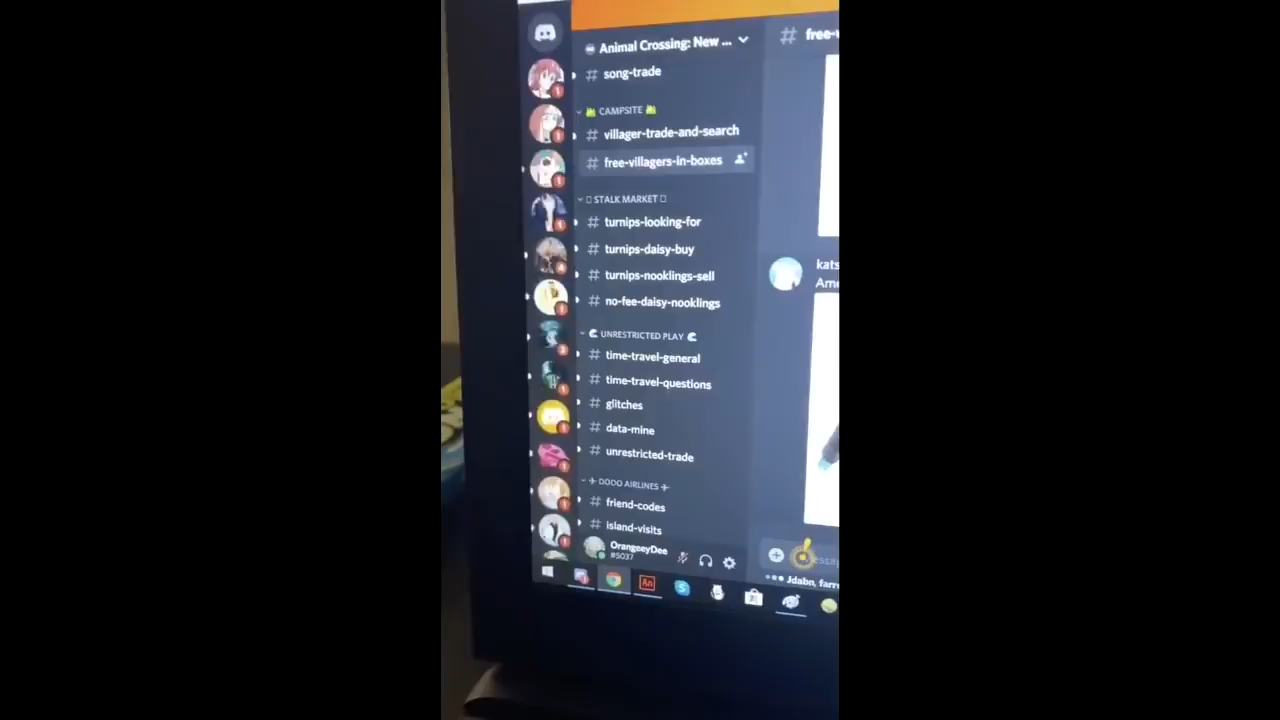 Animal Crossing: New ...
# free-
# song-trade
CAMPSITE
# villager-trade-and-search
# free-villagers-in-boxes
STALK MARKET
# turnips-looking-for
# turnips-daisy-buy
kats
# turnips-nooklings-sell
Ame
# no-fee-daisy-nooklings
UNRESTRICTED PLAY
# time-travel-general
# time-travel-questions
# glitches
# data-mine
# unrestricted-trade
DODO AIRLINES
# friend-codes
# island-visits
OrangeeyDee
#5037
Jdabn, farr
An